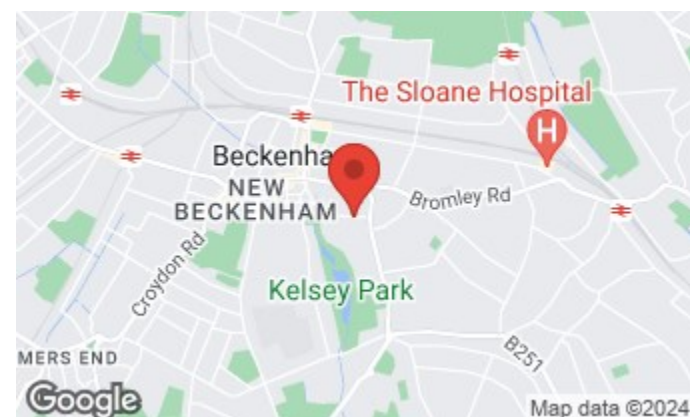 The Sloane Hospital
H
Beckenha
NEW
BECKENHAM
Bromley Rd
Croydon Rd
Kelsey Park
MERS END
B251
Google
Map data ©2024